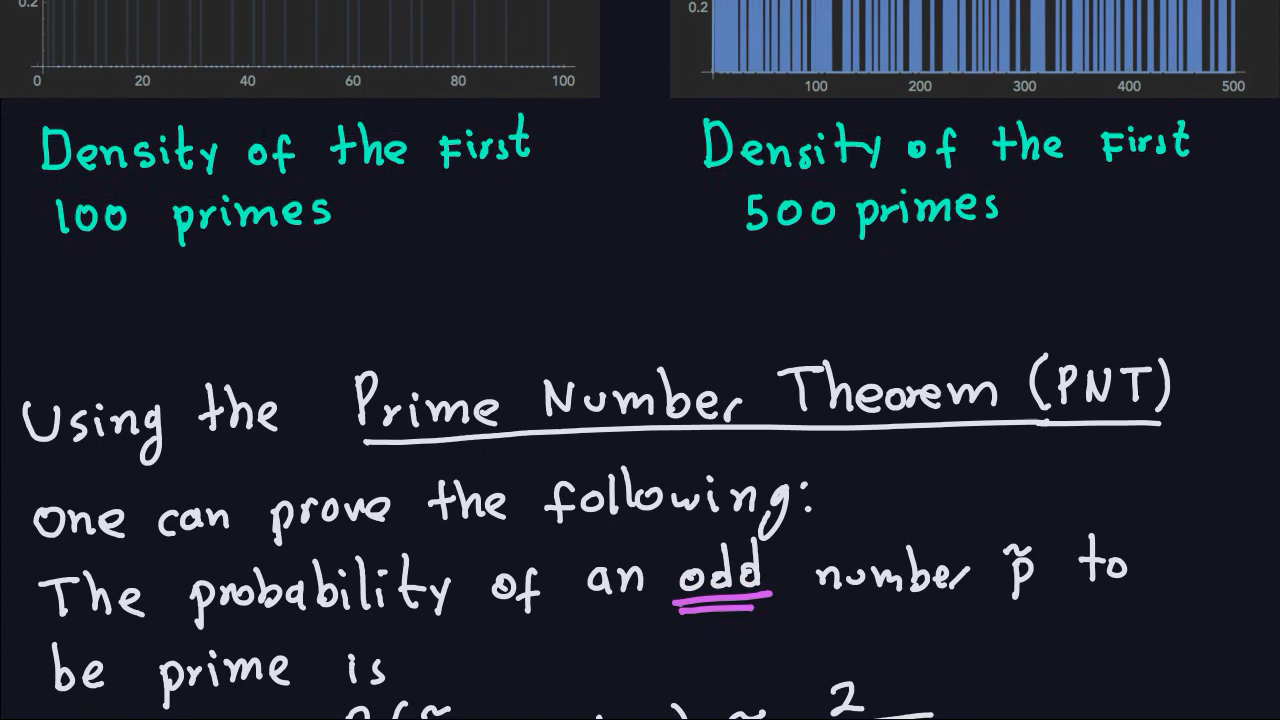 0.2
0 20 40 60 80 100
0.2
100 200 300 400 500
Density of the First
100 primes
Density of the First
500 primes
Using the Prime Number Theorem (PNT)
one can prove the following:
The probability of an odd number p̃ to
be prime is
2